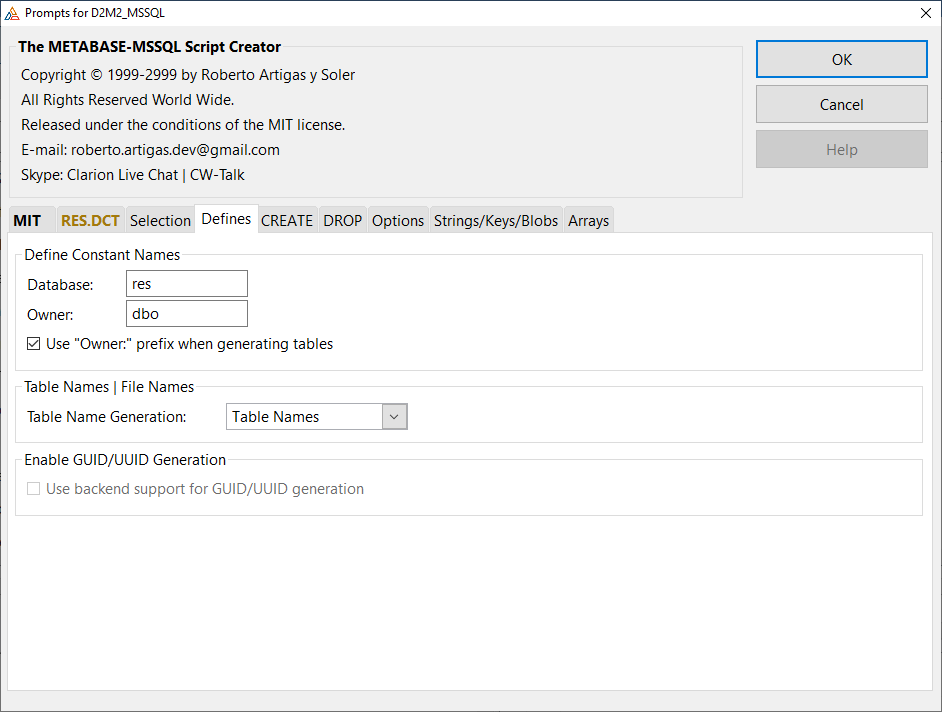 Prompts for D2M2_MSSQL
The METABASE-MSSQL Script Creator
Copyright © 1999-2999 by Roberto Artigas y Soler
All Rights Reserved World Wide.
Released under the conditions of the MIT license.
E-mail: roberto.artigas.dev@gmail.com
Skype: Clarion Live Chat | CW-Talk
OK
Cancel
Help
MIT RES.DCT Selection Defines CREATE DROP Options Strings/Keys/Blobs Arrays
Define Constant Names
Database: res
Owner: dbo
Use "Owner:" prefix when generating tables
Table Names | File Names
Table Name Generation: Table Names
Enable GUID/UUID Generation
Use backend support for GUID/UUID generation